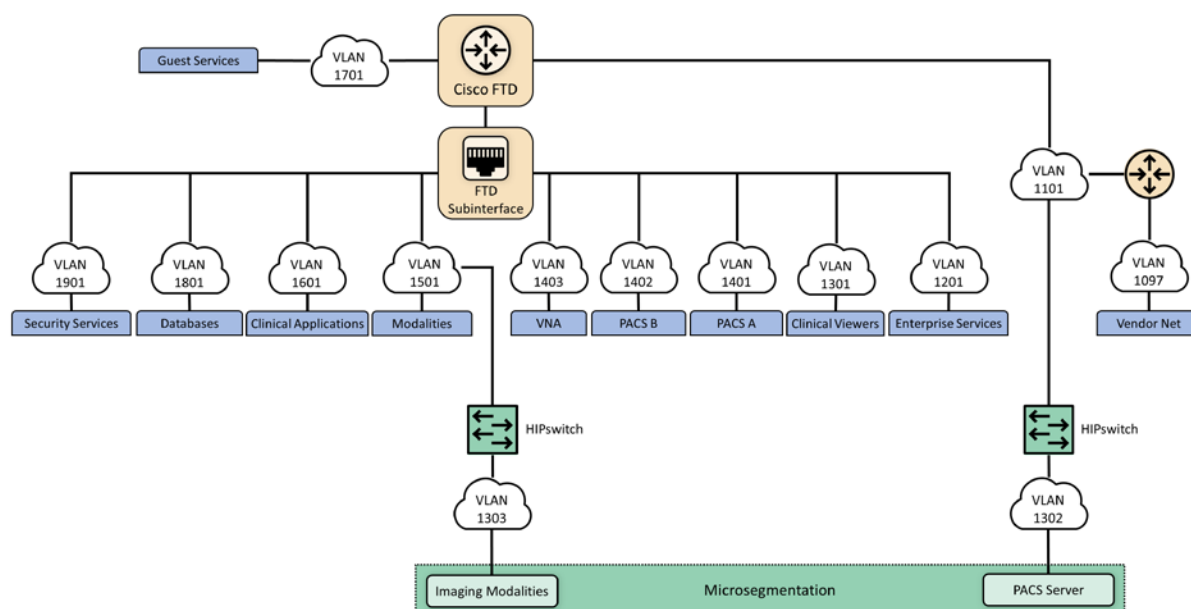 Guest Services
VLAN
1701
Cisco FTD
FTD
Subinterface
VLAN
1101
VLAN
1901
VLAN
1801
VLAN
1601
VLAN
1501
VLAN
1403
VLAN
1402
VLAN
1401
VLAN
1301
VLAN
1201
VLAN
1097
Security Services
Databases
Clinical Applications
Modalities
VNA
PACS B
PACS A
Clinical Viewers
Enterprise Services
Vendor Net
HIPswitch
HIPswitch
VLAN
1303
VLAN
1302
Imaging Modalities
Microsegmentation
PACS Server